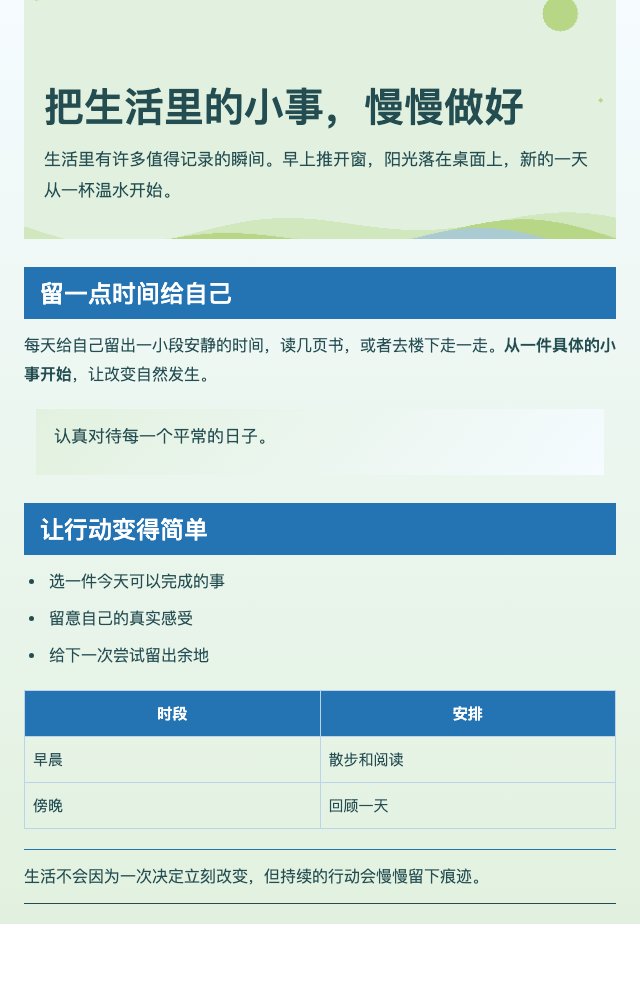 把生活里的小事，慢慢做好
生活里有许多值得记录的瞬间。早上推开窗，阳光落在桌面上，新的一天
从一杯温水开始。
留一点时间给自己
每天给自己留出一小段安静的时间，读几页书，或者去楼下走一走。从一件具体的小
事开始，让改变自然发生。
认真对待每一个平常的日子。
让行动变得简单
• 选一件今天可以完成的事
• 留意自己的真实感受
• 给下一次尝试留出余地
时段 安排
早晨 散步和阅读
傍晚 回顾一天
生活不会因为一次决定立刻改变，但持续的行动会慢慢留下痕迹。